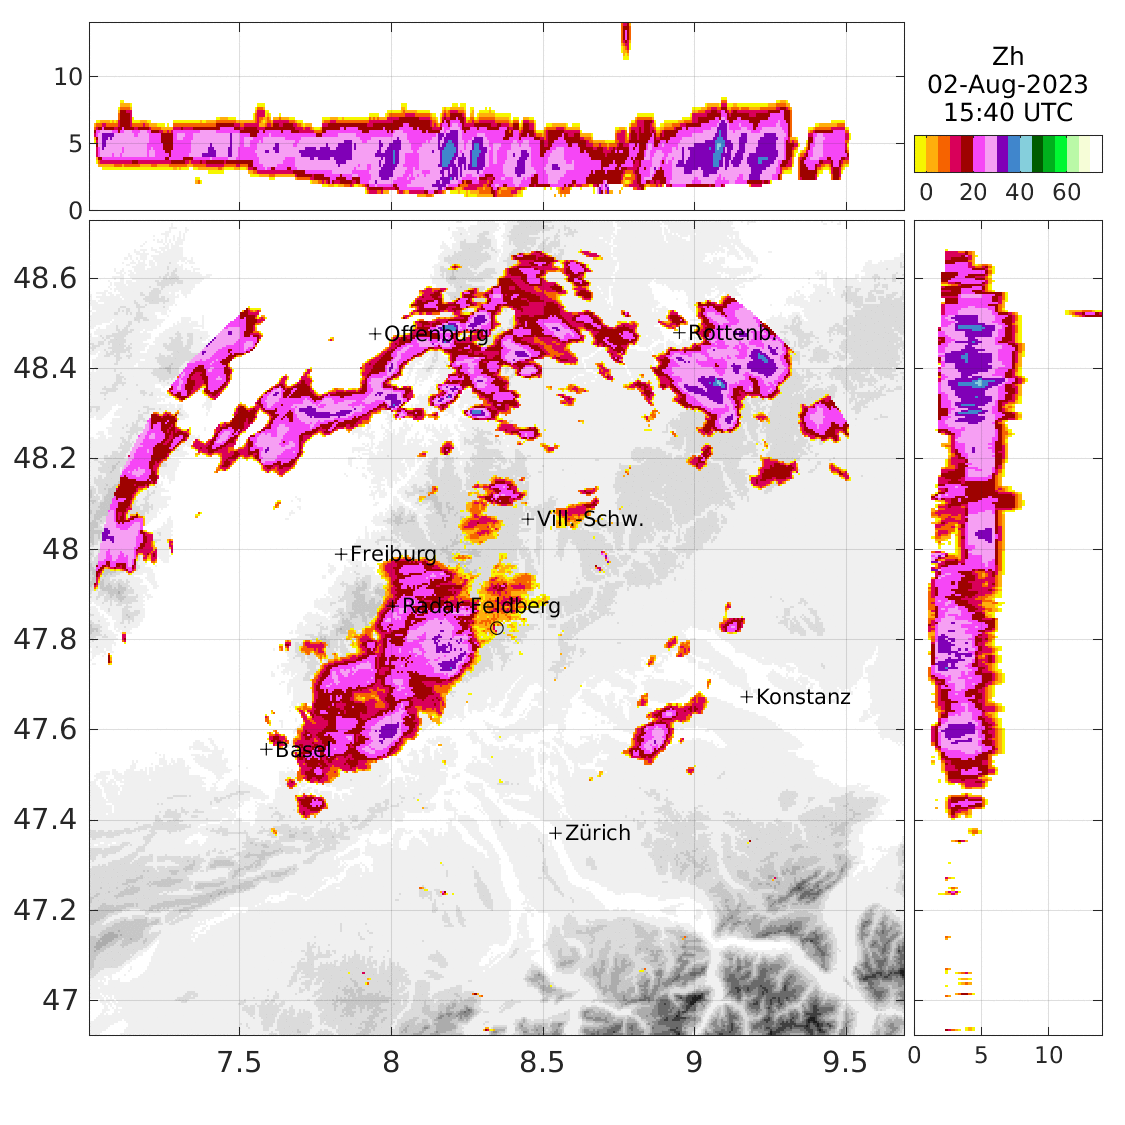 10
5
0
Zh
02-Aug-2023
15:40 UTC
0 20 40 60
48.6
48.4
48.2
48
47.8
47.6
47.4
47.2
47
+Offenburg
+Rottenb.
+Vill.-Schw.
+Freiburg
+Radar Feldberg
+Konstanz
+Basel
+Zürich
7.5 8 8.5 9 9.5
0 5 10